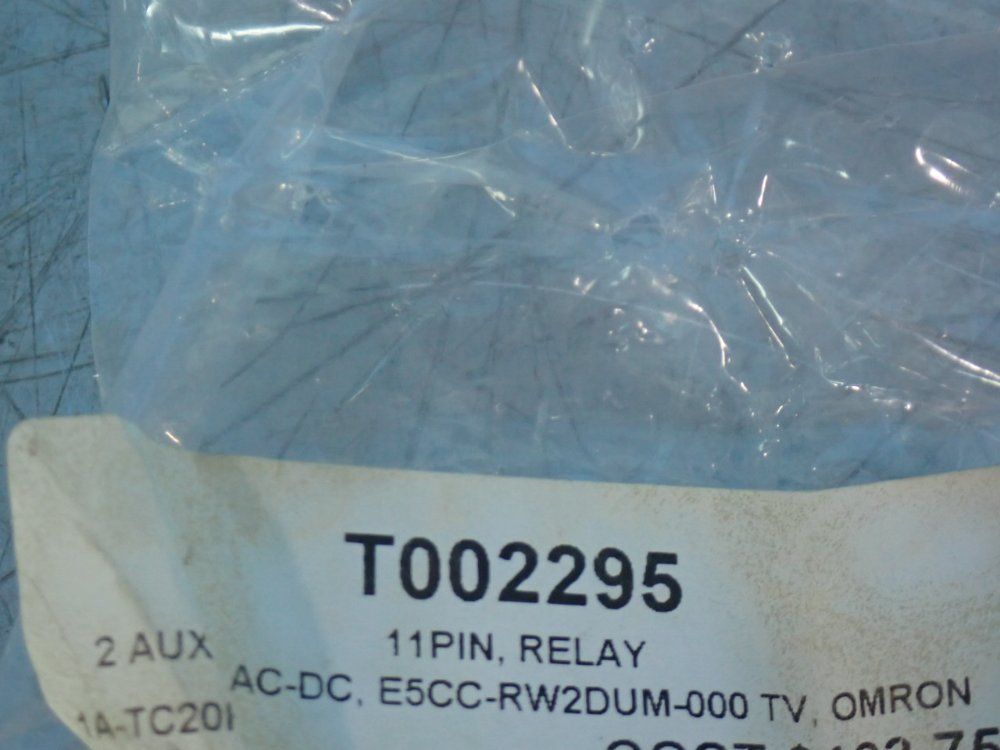 T002295
2 AUX 11PIN, RELAY
AC-DC, E5CC-RW2DUM-000 TV, OMRON